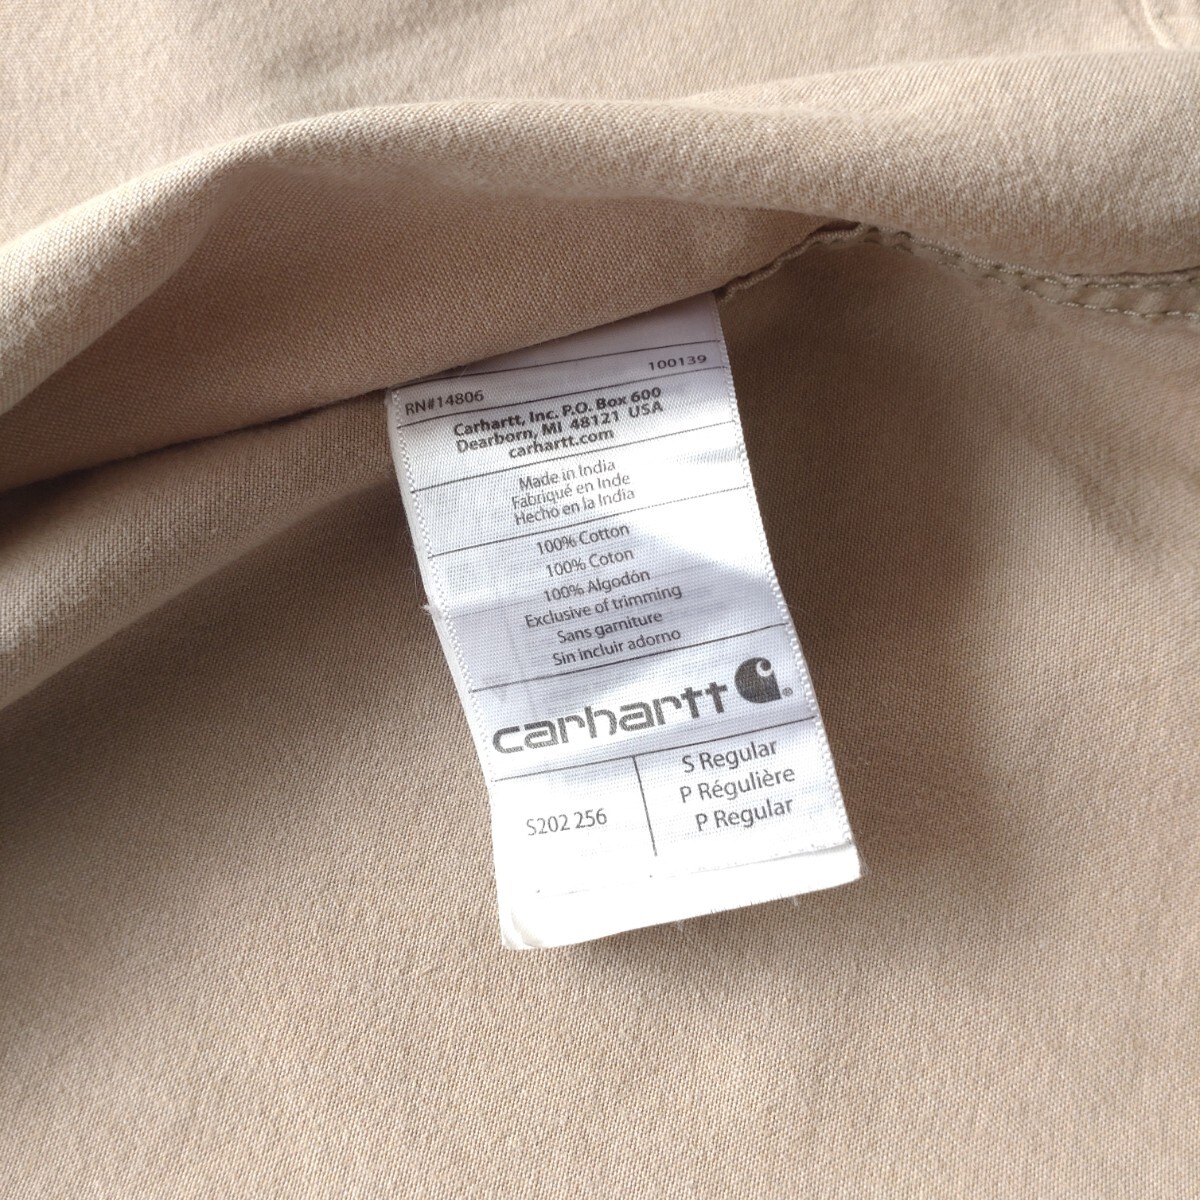 RN#14806 100139
Carhartt, Inc. P.O. Box 600
Dearborn, MI 48121 USA
carhartt.com
Made in India
Fabriqué en Inde
Hecho en la India
100% Cotton
100% Coton
100% Algodón
Exclusive of trimming
Sans garniture
Sin incluir adorno
carhartt®
S Regular
P Régulière
S202 256
P Regular